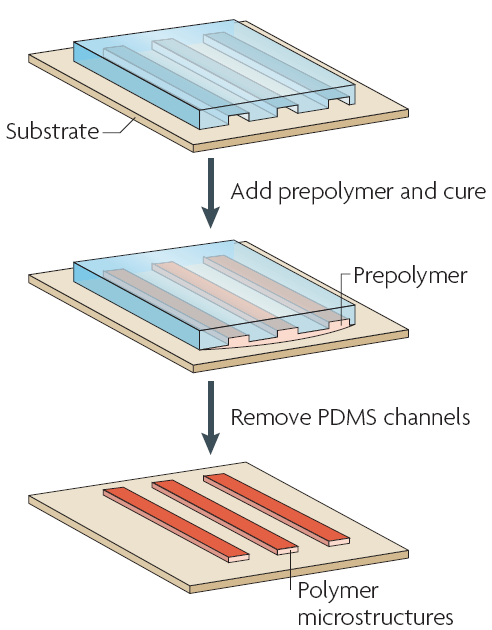 Substrate
Add prepolymer and cure
Prepolymer
Remove PDMS channels
Polymer
microstructures